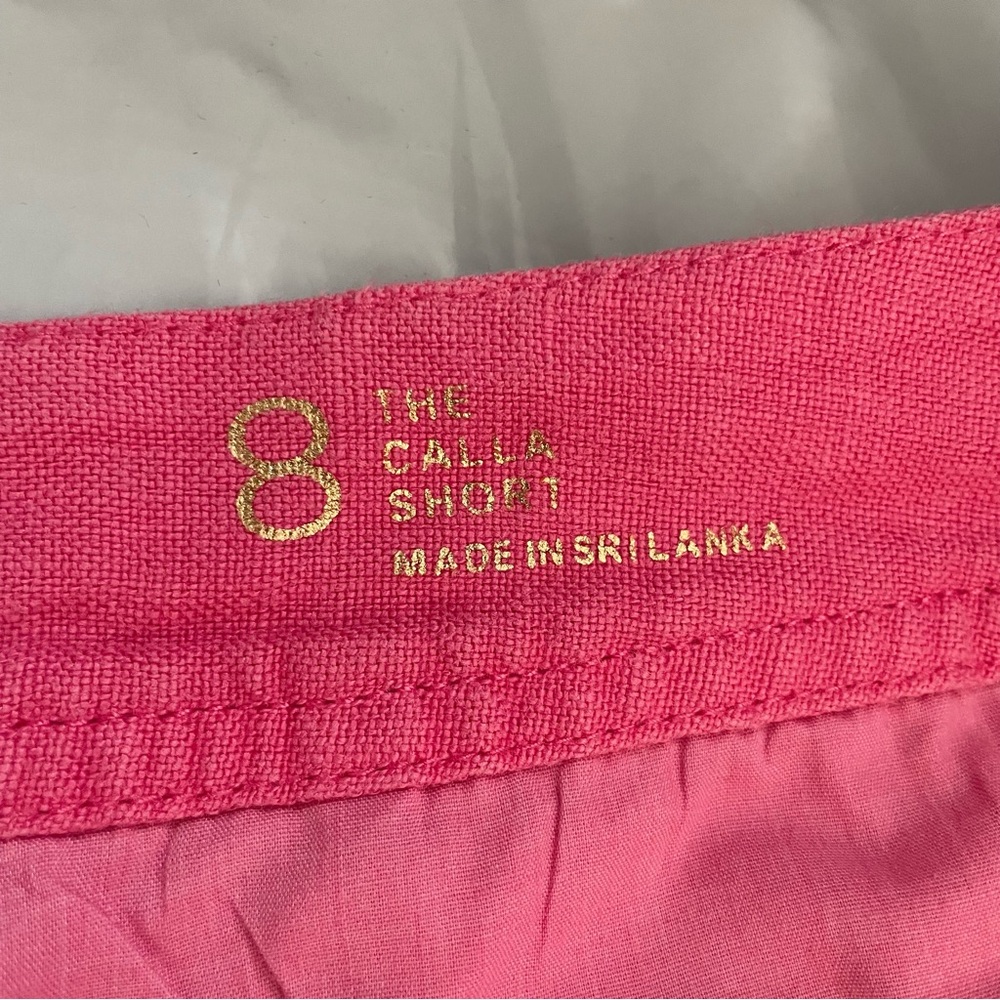 8
THE
CALLA
SHORT
MADE IN SRI LANKA